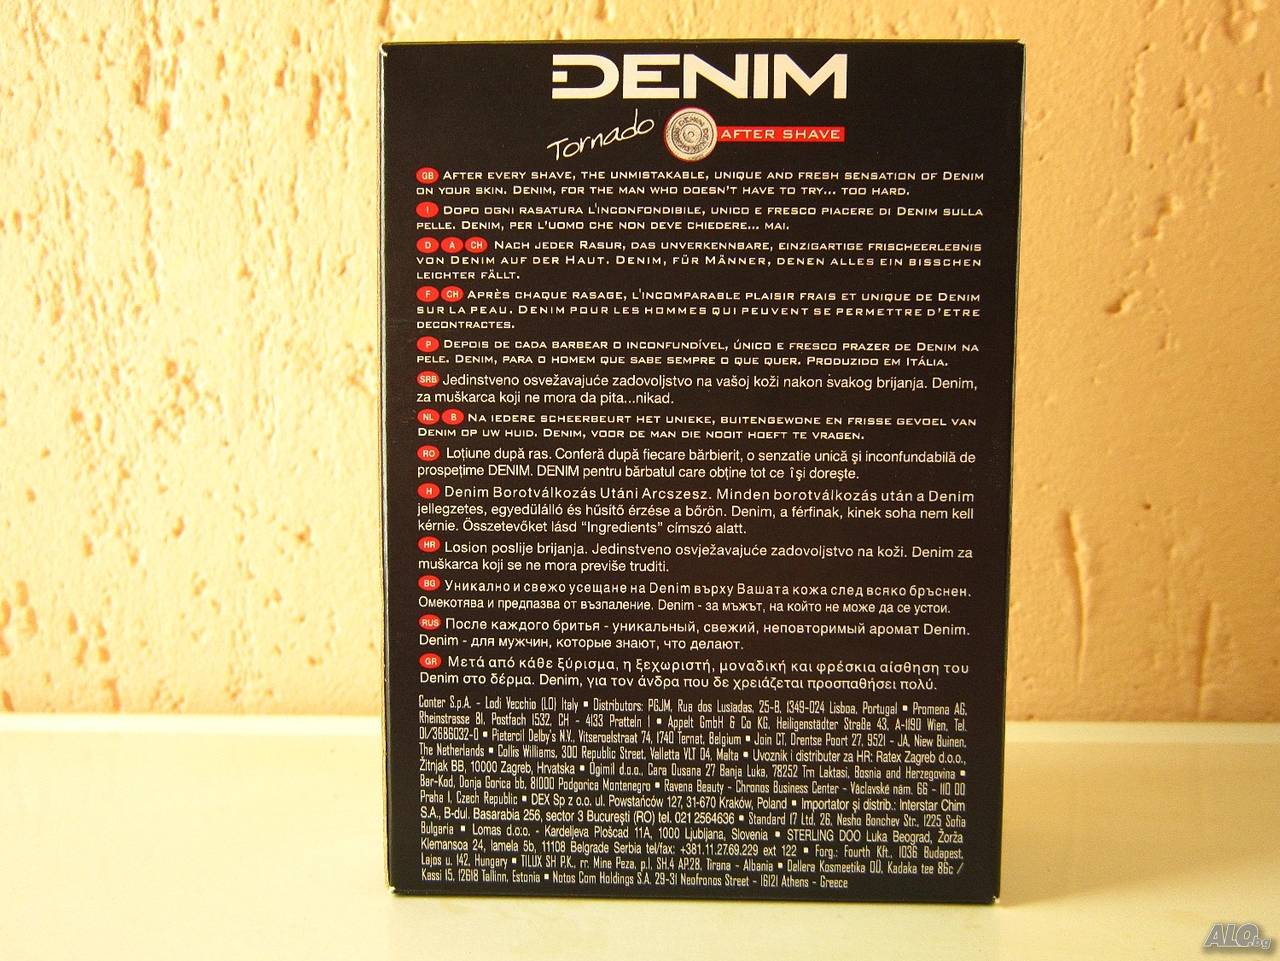 DENIM
Tornado AFTER SHAVE
GB AFTER EVERY SHAVE, THE UNMISTAKABLE, UNIQUE AND FRESH SENSATION OF DENIM
ON YOUR SKIN. DENIM, FOR THE MAN WHO DOESN'T HAVE TO TRY... TOO HARD.
I DOPO OGNI RASATURA L'INCONFONDIBILE, UNICO E FRESCO PIACERE DI DENIM SULLA
PELLE. DENIM, PER L'UOMO CHE NON DEVE CHIEDERE... MAI.
D A CH NACH JEDER RASUR, DAS UNVERKENNBARE, EINZIGARTIGE FRISCHEERLEBNIS
VON DENIM AUF DER HAUT. DENIM, FÜR MÄNNER, DENEN ALLES EIN BISSCHEN
LEICHTER FÄLLT.
F CH APRÈS CHAQUE RASAGE, L'INCOMPARABLE PLAISIR FRAIS ET UNIQUE DE DENIM
SUR LA PEAU. DENIM POUR LES HOMMES QUI PEUVENT SE PERMETTRE D'ETRE
DECONTRACTES.
P DEPOIS DE CADA BARBEAR O INCONFUNDÍVEL, ÚNICO E FRESCO PRAZER DE DENIM NA
PELE. DENIM, PARA O HOMEM QUE SABE SEMPRE O QUE QUER. PRODUZIDO EM ITÁLIA.
SRB Jedinstveno osvežavajuće zadovoljstvo na vašoj koži nakon svakog brijanja. Denim,
za muškarca koji ne mora da pita...nikad.
NL B NA IEDERE SCHEERBEURT HET UNIEKE, BUITENGEWONE EN FRISSE GEVOEL VAN
DENIM OP UW HUID. DENIM, VOOR DE MAN DIE NOOIT HOEFT TE VRAGEN.
RO Loțiune după ras. Conferă după fiecare bărbierit, o senzatie unică și inconfundabilă de
prospețime DENIM. DENIM pentru bărbatul care obține tot ce își dorește.
H Denim Borotválkozás Utáni Arcszesz. Minden borotválkozás után a Denim
jellegzetes, egyedülálló és hűsítő érzése a bőrön. Denim, a férfinak, kinek soha nem kell
kérnie. Összetevőket lásd "Ingredients" címszó alatt.
HR Losion poslije brijanja. Jedinstveno osvježavajuće zadovoljstvo na koži. Denim za
muškarca koji se ne mora previše truditi.
BG Уникално и свежо усещане на Denim върху Вашата кожа след всяко бръснен.
Омекотява и предпазва от възпаление. Denim - за мъжът, на който не може да се устои.
RUS После каждого бритья - уникальный, свежий, неповторимый аромат Denim.
Denim - для мужчин, которые знают, что делают.
GR Μετά από κάθε ξύρισμα, η ξεχωριστή, μοναδική και φρέσκια αίσθηση του
Denim στο δέρμα. Denim, για τον άνδρα που δε χρειάζεται προσπαθήσει πολύ.
Conter S.p.A. - Lodi Vecchio (LO) Italy ▪ Distributors: PGJM, Rua dos Lusiadas, 25-B, 1349-024 Lisboa, Portugal ▪ Promena AG,
Rheinstrasse 81, Postfach 1532, CH - 4133 Pratteln 1 ▪ Appelt GmbH & Co KG, Heiligenstädter Straße 43, A-1190 Wien, Tel.
01/3686032-0 ▪ Pietercil Delby's N.V., Vitseroelstraat 74, 1740 Ternat, Belgium ▪ Join CT, Drentse Poort 27, 9521 - JA, Niew Buinen,
The Netherlands ▪ Collis Williams, 300 Republic Street, Valletta VLT 04, Malta ▪ Uvoznik i distributer za HR: Ratex Zagreb d.o.o.,
Žitnjak BB, 10000 Zagreb, Hrvatska ▪ Ogimil d.o.o., Cara Dusana 27 Banja Luka, 78252 Trn Laktasi, Bosnia and Herzegovina ▪
Bar-Kod, Donja Gorica bb, 81000 Podgorica Montenegro ▪ Ravena Beauty - Chronos Business Center - Václavské nám. 66 - 110 00
Praha 1, Czech Republic ▪ DEX Sp z o.o. ul. Powstańców 127, 31-670 Kraków, Poland ▪ Importator și distrib.: Interstar Chim
S.A., B-dul. Basarabia 256, sector 3 București (RO) tel. 021 2564636 ▪ Standard 17 Ltd, 26, Nesho Bonchev Str., 1225 Sofia
Bulgaria ▪ Lomas d.o.o. - Kardeljeva Ploščad 11A, 1000 Ljubljana, Slovenia ▪ STERLING DOO Luka Beograd, Žorža
Klemansoa 24, lamela 5b, 11108 Belgrade Serbia tel/fax: +381.11.27.69.229 ext 122 ▪ Forg.: Fourth Kft., 1036 Budapest,
Lajos u. 142, Hungary ▪ TILUX SH P.K., rr. Mine Peza, p.1, SH.4 AP.28, Tirana - Albania ▪ Dellera Kosmeetika OÜ, Kadaka tee 86c /
Kassi 15, 12618 Tallinn, Estonia ▪ Notos Com Holdings S.A. 29-31 Neofronos Street - 16121 Athens - Greece
ALO.bg